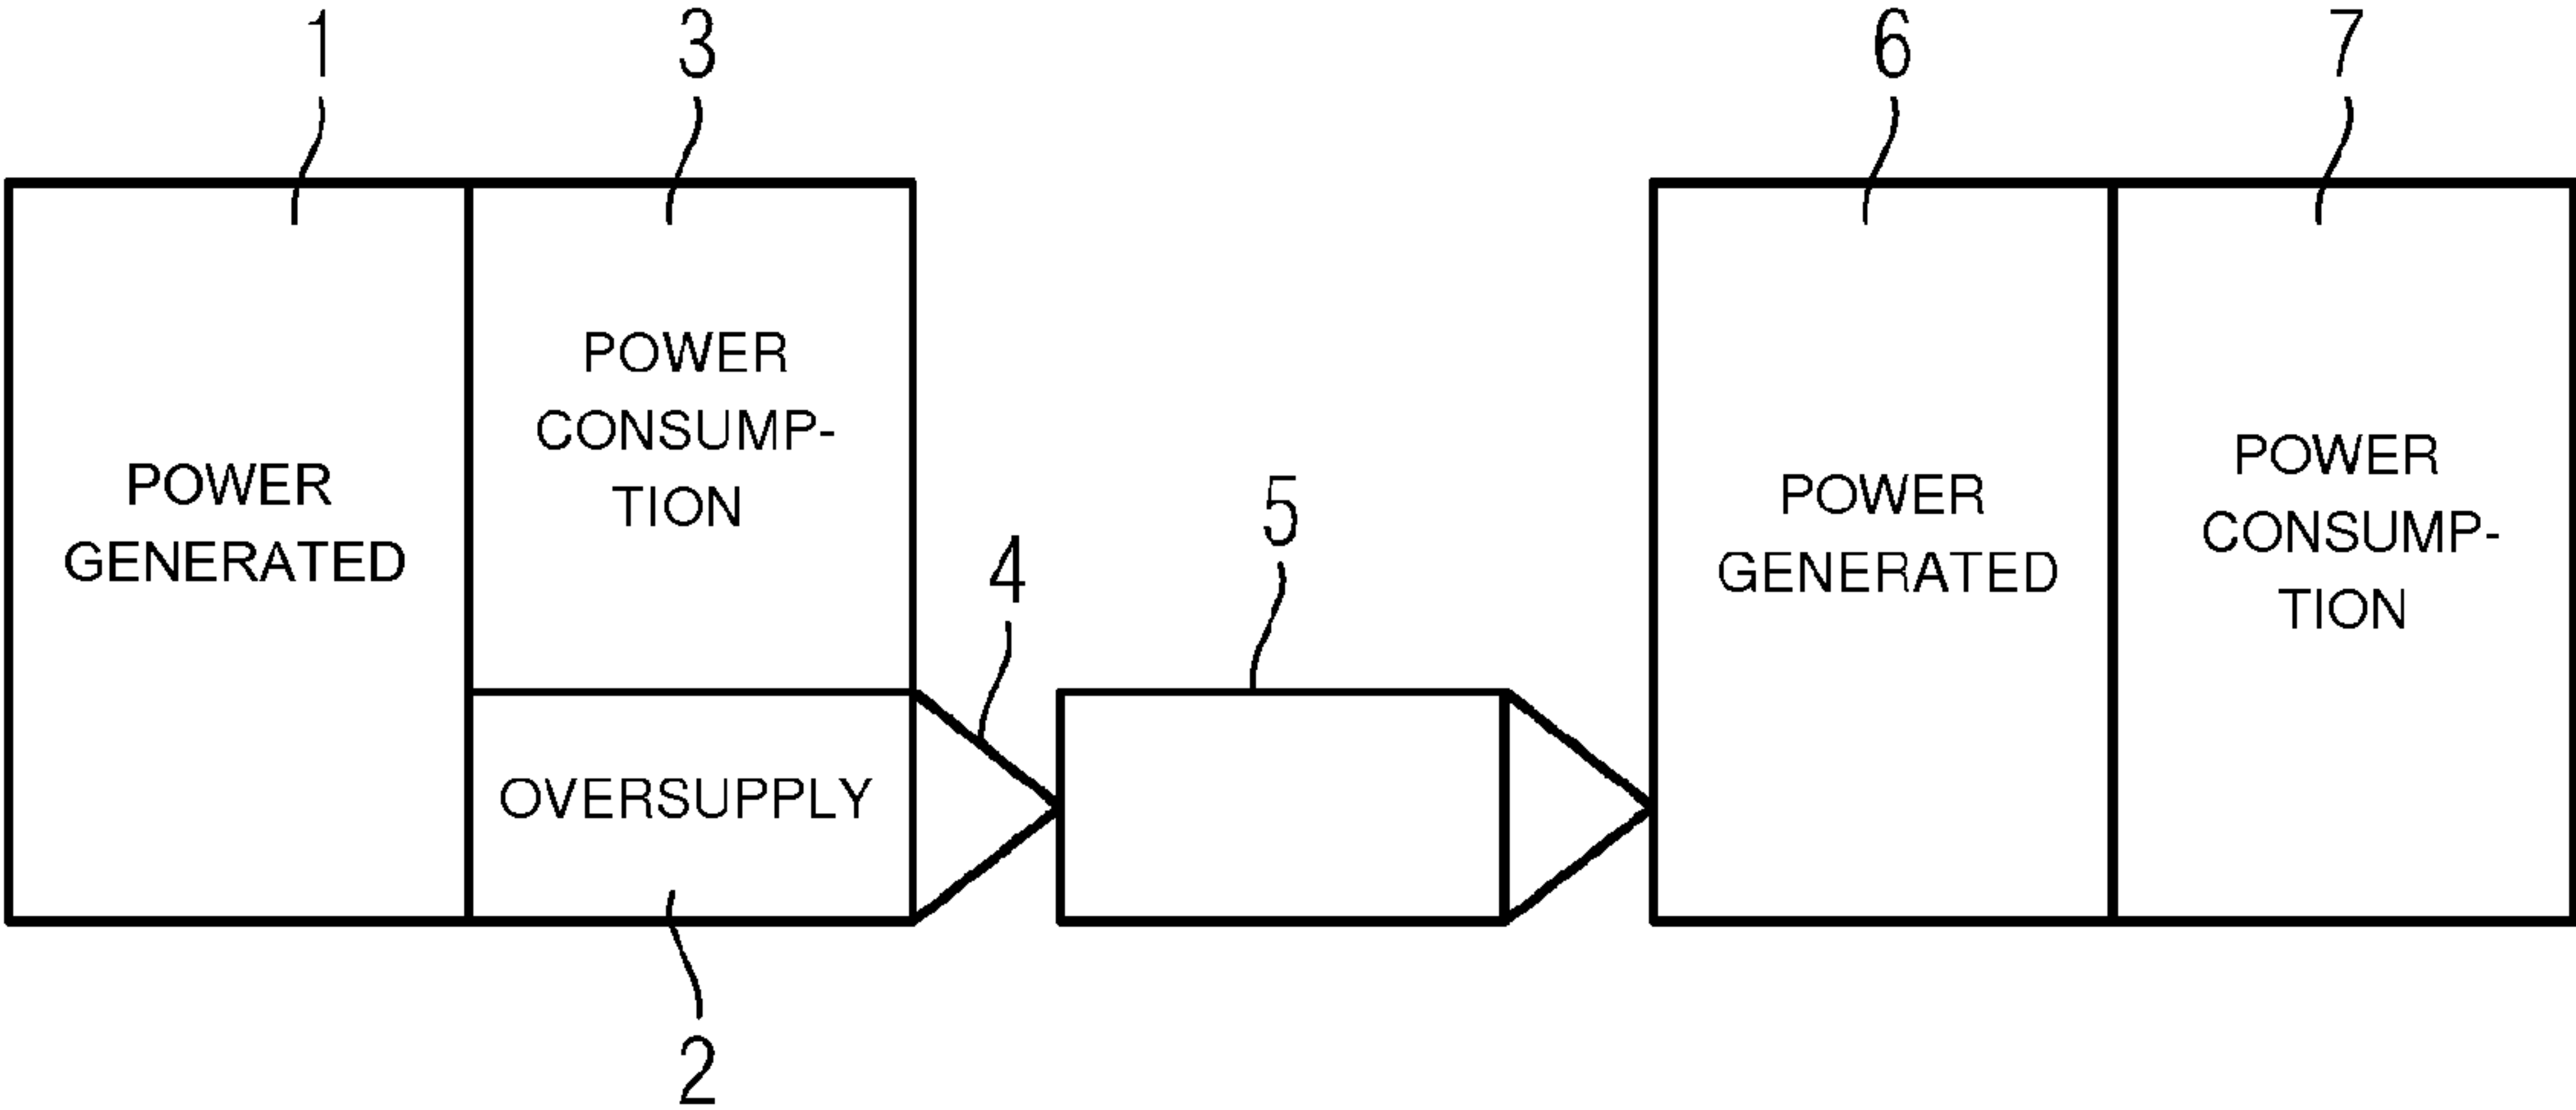 1
3
6
7
POWER
CONSUMP-
TION
POWER
GENERATED
POWER
GENERATED
POWER
CONSUMP-
TION
5
4
OVERSUPPLY
2